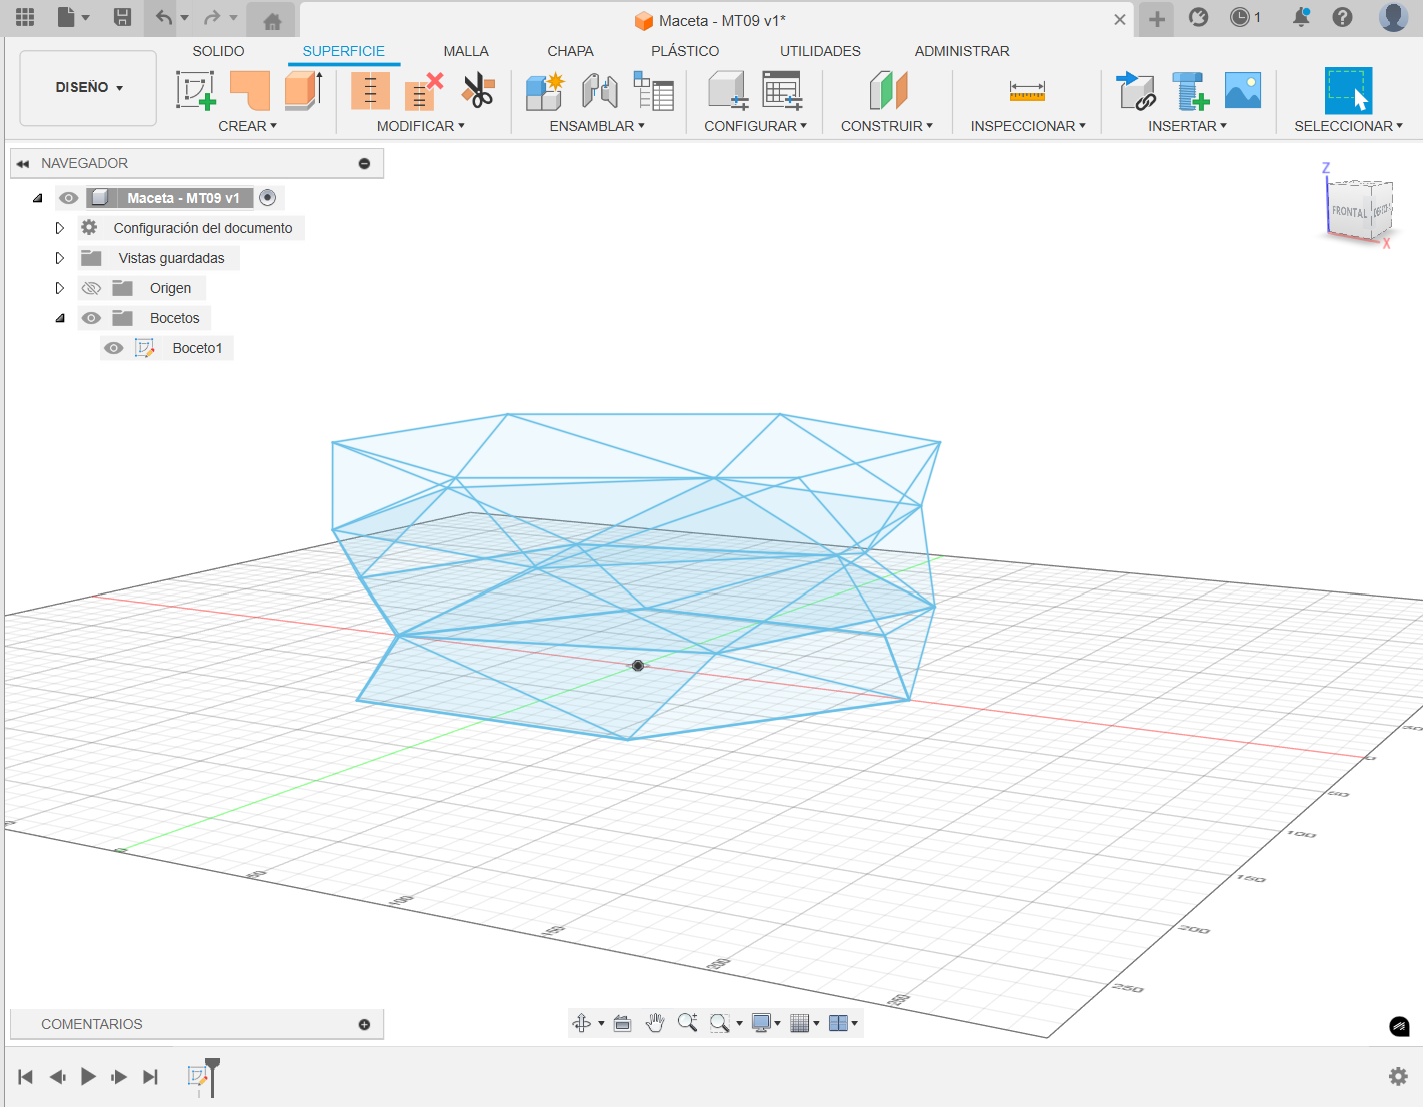 Maceta - MT09 v1*
1
DISEÑO
SOLIDO
SUPERFICIE
MALLA
CHAPA
PLÁSTICO
UTILIDADES
ADMINISTRAR
CREAR
MODIFICAR
ENSAMBLAR
CONFIGURAR
CONSTRUIR
INSPECCIONAR
INSERTAR
SELECCIONAR
NAVEGADOR
Maceta - MT09 v1
Configuración del documento
Vistas guardadas
Origen
Bocetos
Boceto1
Z
FRONTAL
X
0
50
100
150
200
250
0
50
100
150
200
250
COMENTARIOS